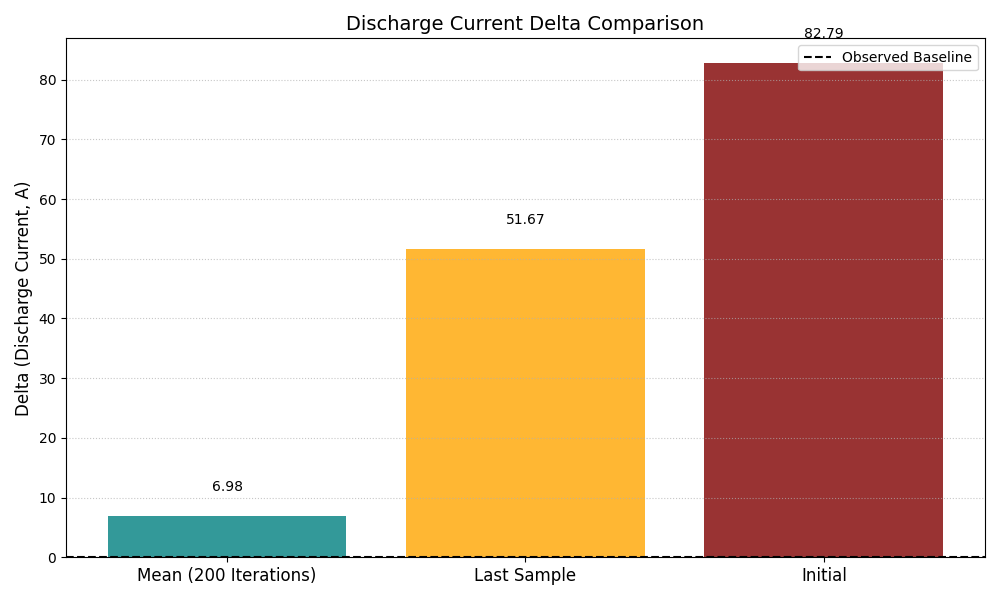 Discharge Current Delta Comparison
82.79
Observed Baseline
80
70
60
50
40
30
20
10
0
Delta (Discharge Current, A)
51.67
6.98
Mean (200 Iterations)
Last Sample
Initial